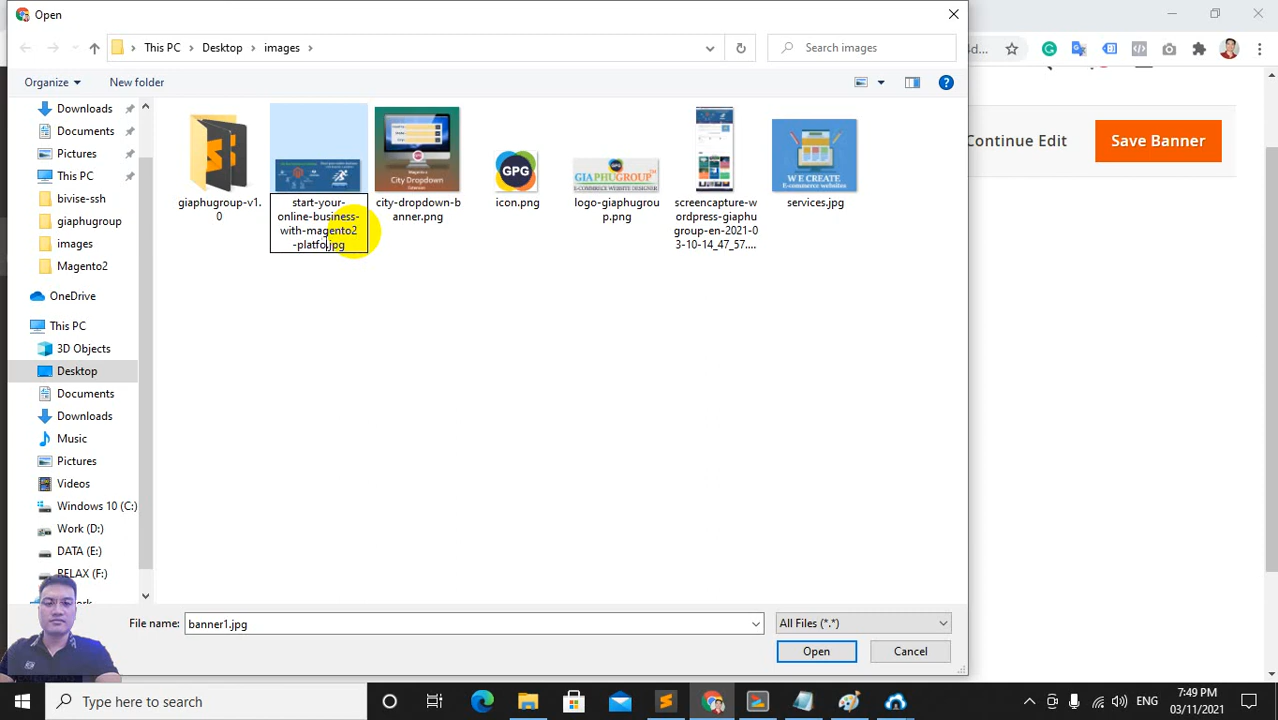 Open
This PC > Desktop > images >
Search images
Organize
New folder
Downloads
Documents
Pictures
This PC
bivise-ssh
giaphugroup
images
Magento2
OneDrive
This PC
3D Objects
Desktop
Documents
Downloads
Music
Pictures
Videos
Windows 10 (C:)
Work (D:)
DATA (E:)
RELAX (F:)
giaphugroup-v1.
0
start-your-
online-business-
with-magento2
-platfo.jpg
City Dropdown
city-dropdown-b
anner.png
GPG
icon.png
GIAPHUGROUP
E-COMMERCE WEBSITE DESIGNER
logo-giaphugrou
p.png
screencapture-w
ordpress-giaphu
group-en-2021-0
3-10-14_47_57....
WE CREATE
E-commerce websites
services.jpg
File name:
banner1.jpg
All Files (*.*)
Open
Cancel
Continue Edit
Save Banner
Type here to search
ENG
7:49 PM
03/11/2021